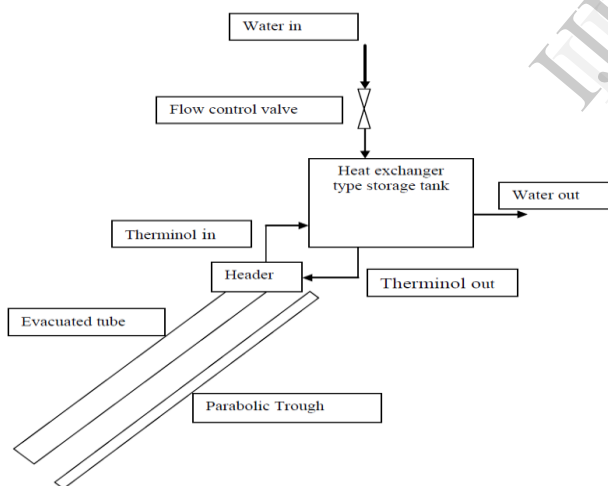 Water in
Flow control valve
Heat exchanger
type storage tank
Water out
Therminol in
Header
Therminol out
Evacuated tube
Parabolic Trough